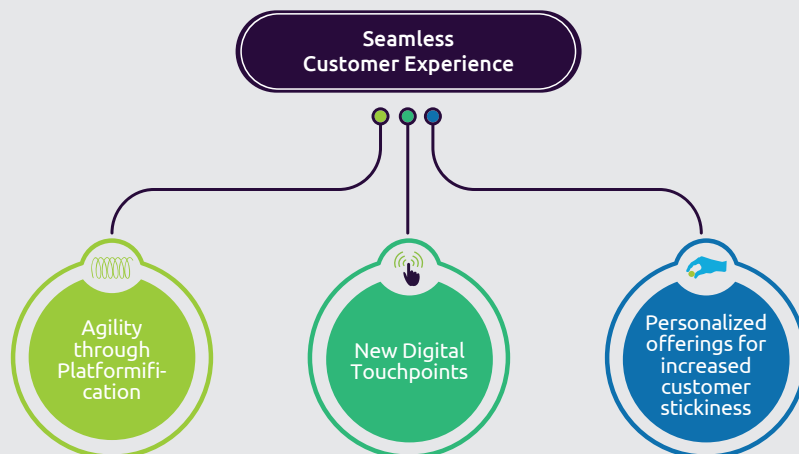 Seamless
Customer Experience
Agility
through
Platformifi-
cation
New Digital
Touchpoints
Personalized
offerings for
increased
customer
stickiness